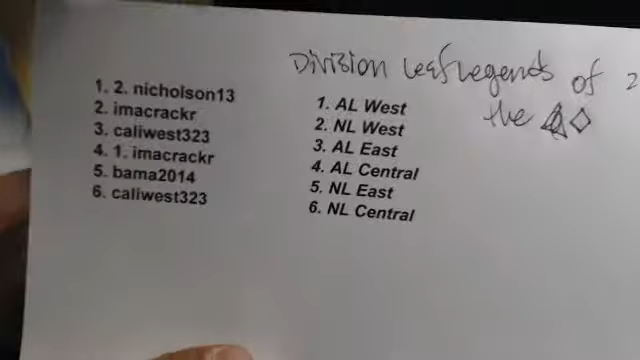 Division Leaf Legends of 2
the
1. 2. nicholson13
2. imacrackr
3. caliwest323
4. 1. imacrackr
5. bama2014
6. caliwest323
1. AL West
2. NL West
3. AL East
4. AL Central
5. NL East
6. NL Central